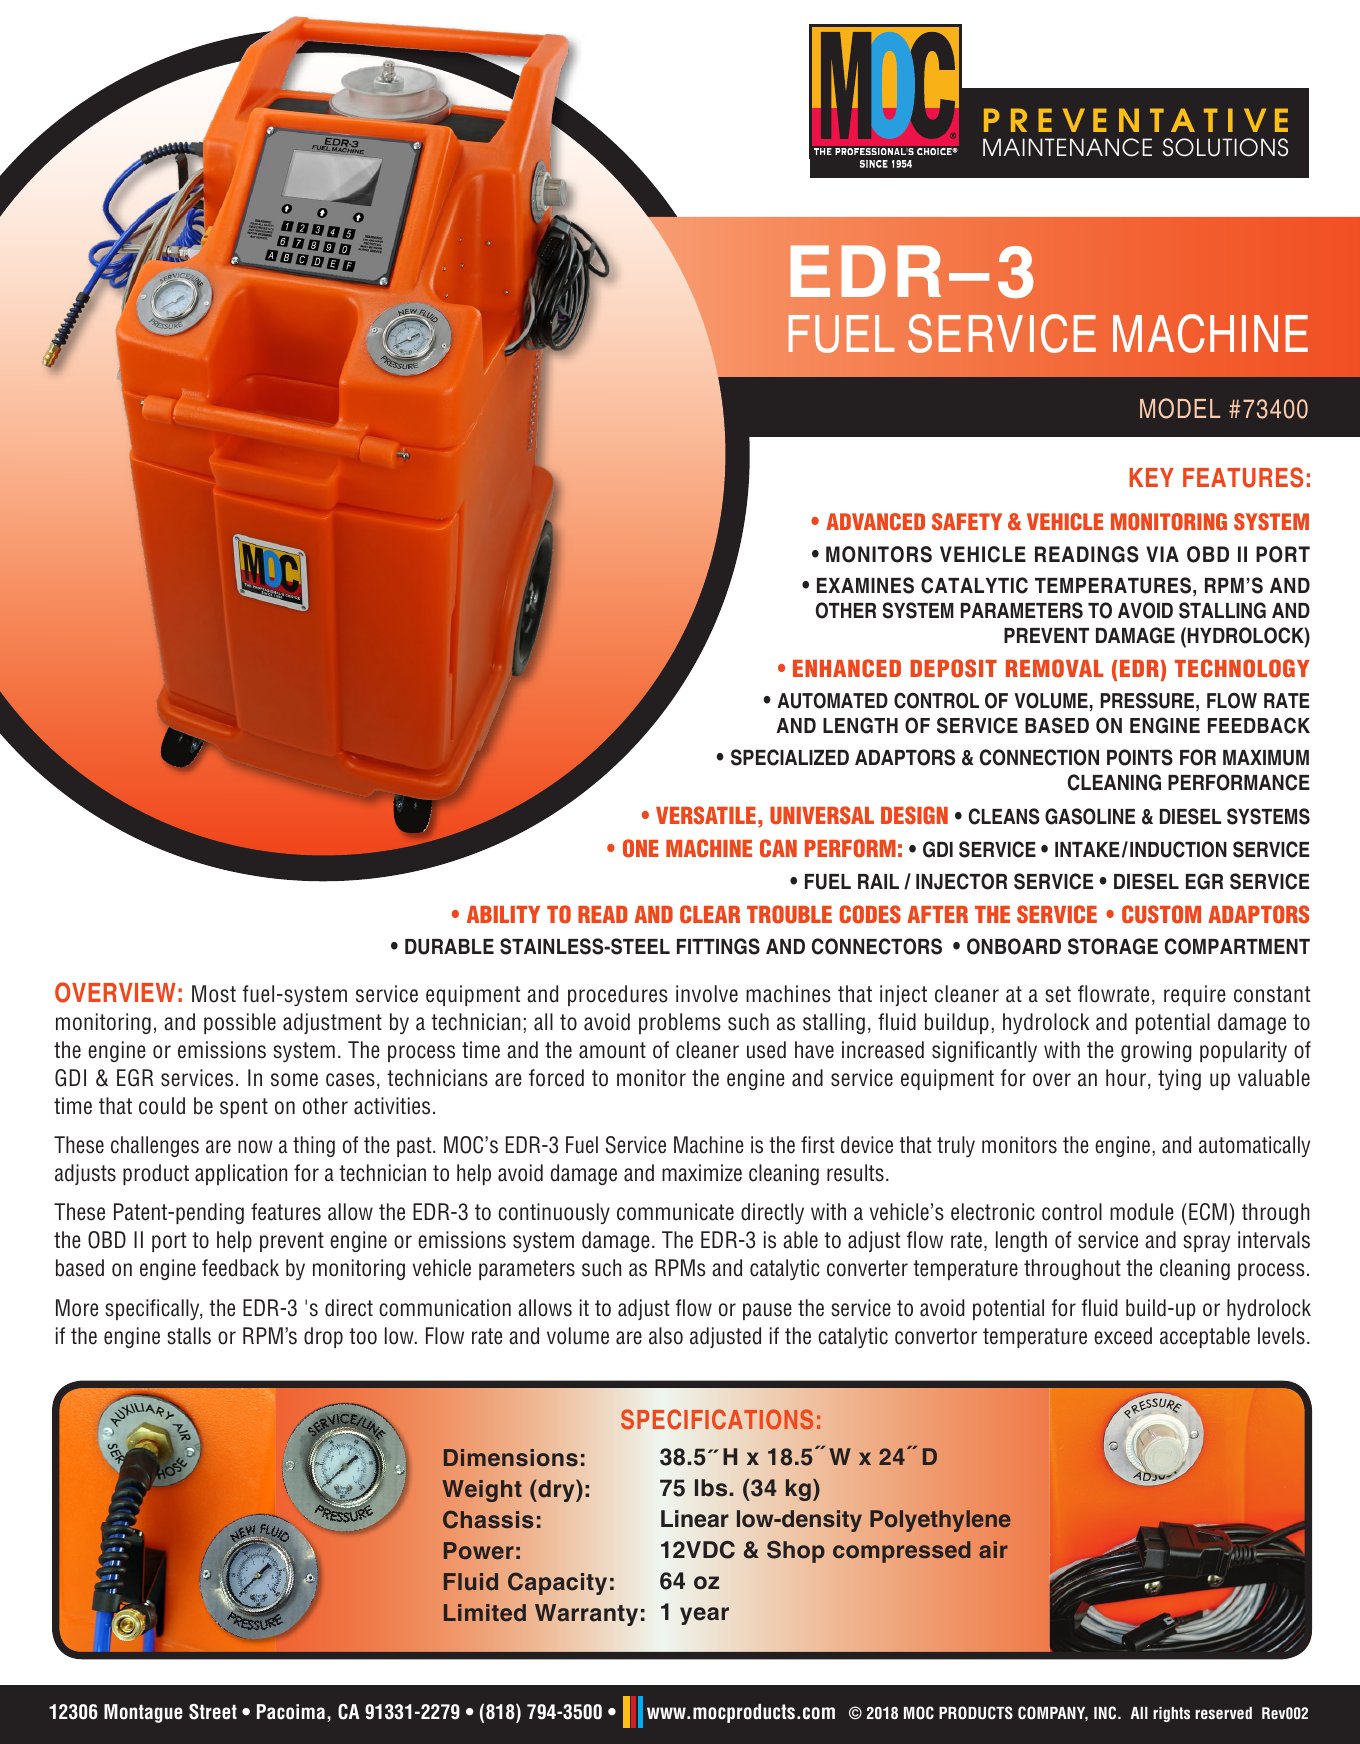 MOC®
THE PROFESSIONAL'S CHOICE®
SINCE 1954
PREVENTATIVE
MAINTENANCE SOLUTIONS
EDR-3
FUEL MACHINE
1 2 3 4 5
6 7 8 9 0
A B C D E F
SERVICE/LINE
PRESSURE
NEW FLUID
PRESSURE
MOC
THE PROFESSIONAL'S CHOICE
EDR–3
FUEL SERVICE MACHINE
MODEL #73400
KEY FEATURES:
• ADVANCED SAFETY & VEHICLE MONITORING SYSTEM
• MONITORS VEHICLE READINGS VIA OBD II PORT
• EXAMINES CATALYTIC TEMPERATURES, RPM’S AND
OTHER SYSTEM PARAMETERS TO AVOID STALLING AND
PREVENT DAMAGE (HYDROLOCK)
• ENHANCED DEPOSIT REMOVAL (EDR) TECHNOLOGY
• AUTOMATED CONTROL OF VOLUME, PRESSURE, FLOW RATE
AND LENGTH OF SERVICE BASED ON ENGINE FEEDBACK
• SPECIALIZED ADAPTORS & CONNECTION POINTS FOR MAXIMUM
CLEANING PERFORMANCE
• VERSATILE, UNIVERSAL DESIGN • CLEANS GASOLINE & DIESEL SYSTEMS
• ONE MACHINE CAN PERFORM: • GDI SERVICE • INTAKE/INDUCTION SERVICE
• FUEL RAIL / INJECTOR SERVICE • DIESEL EGR SERVICE
• ABILITY TO READ AND CLEAR TROUBLE CODES AFTER THE SERVICE • CUSTOM ADAPTORS
• DURABLE STAINLESS-STEEL FITTINGS AND CONNECTORS • ONBOARD STORAGE COMPARTMENT
OVERVIEW: Most fuel-system service equipment and procedures involve machines that inject cleaner at a set flowrate, require constant
monitoring, and possible adjustment by a technician; all to avoid problems such as stalling, fluid buildup, hydrolock and potential damage to
the engine or emissions system. The process time and the amount of cleaner used have increased significantly with the growing popularity of
GDI & EGR services. In some cases, technicians are forced to monitor the engine and service equipment for over an hour, tying up valuable
time that could be spent on other activities.
These challenges are now a thing of the past. MOC’s EDR-3 Fuel Service Machine is the first device that truly monitors the engine, and automatically
adjusts product application for a technician to help avoid damage and maximize cleaning results.
These Patent-pending features allow the EDR-3 to continuously communicate directly with a vehicle’s electronic control module (ECM) through
the OBD II port to help prevent engine or emissions system damage. The EDR-3 is able to adjust flow rate, length of service and spray intervals
based on engine feedback by monitoring vehicle parameters such as RPMs and catalytic converter temperature throughout the cleaning process.
More specifically, the EDR-3 's direct communication allows it to adjust flow or pause the service to avoid potential for fluid build-up or hydrolock
if the engine stalls or RPM’s drop too low. Flow rate and volume are also adjusted if the catalytic convertor temperature exceed acceptable levels.
AUXILIARY AIR
HOSE
SERVICE/LINE
PRESSURE
NEW FLUID
PRESSURE
SPECIFICATIONS:
Dimensions: 38.5˝H x 18.5˝W x 24˝D
Weight (dry): 75 lbs. (34 kg)
Chassis: Linear low-density Polyethylene
Power: 12VDC & Shop compressed air
Fluid Capacity: 64 oz
Limited Warranty: 1 year
PRESSURE
12306 Montague Street • Pacoima, CA 91331-2279 • (818) 794-3500 • www.mocproducts.com © 2018 MOC PRODUCTS COMPANY, INC. All rights reserved Rev002